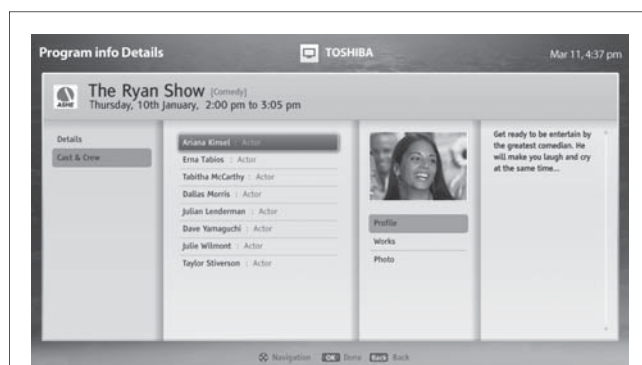 Program info Details
TOSHIBA
Mar 11, 4:37 pm
ASHE
The Ryan Show [Comedy]
Thursday, 10th January, 2:00 pm to 3:05 pm
Details
Cast & Crew
Ariana Kinsel : Actor
Erna Tabios : Actor
Tabitha McCarthy : Actor
Dallas Morris : Actor
Julian Lenderman : Actor
Dave Yamaguchi : Actor
Julie Wilmont : Actor
Taylor Stiverson : Actor
Profile
Works
Photo
Get ready to be entertain by
the greatest comedian. He
will make you laugh and cry
at the same time...
Navigation OK Done Back Back